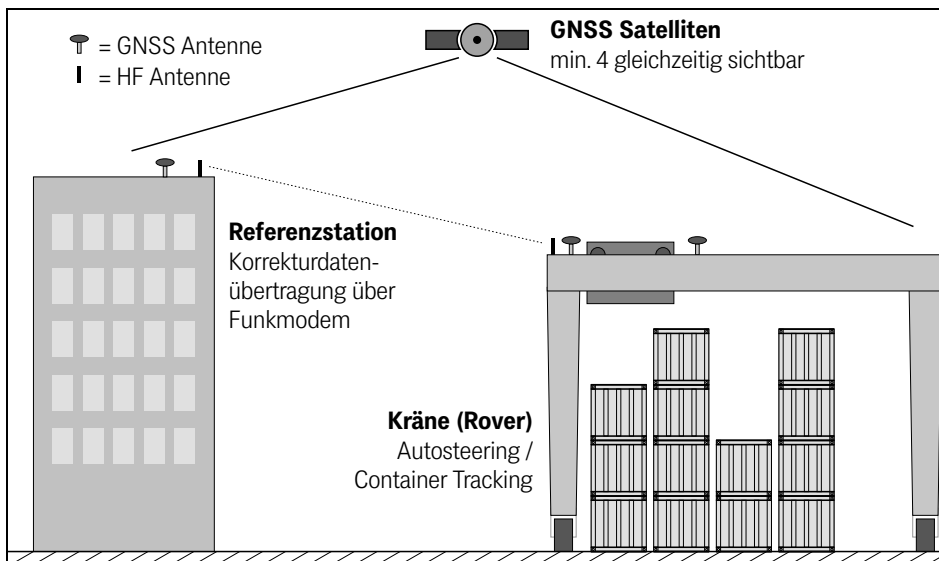 = GNSS Antenne
= HF Antenne
GNSS Satelliten
min. 4 gleichzeitig sichtbar
Referenzstation
Korrekturdaten-
übertragung über
Funkmodem
Kräne (Rover)
Autosteering /
Container Tracking